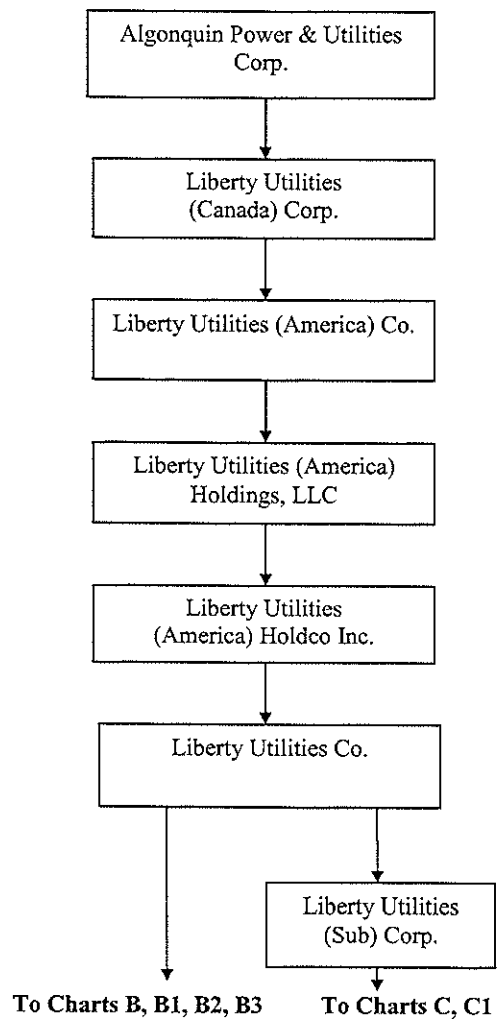 Algonquin Power & Utilities
Corp.
Liberty Utilities
(Canada) Corp.
Liberty Utilities (America) Co.
Liberty Utilities (America)
Holdings, LLC
Liberty Utilities
(America) Holdco Inc.
Liberty Utilities Co.
Liberty Utilities
(Sub) Corp.
To Charts B, B1, B2, B3
To Charts C, C1